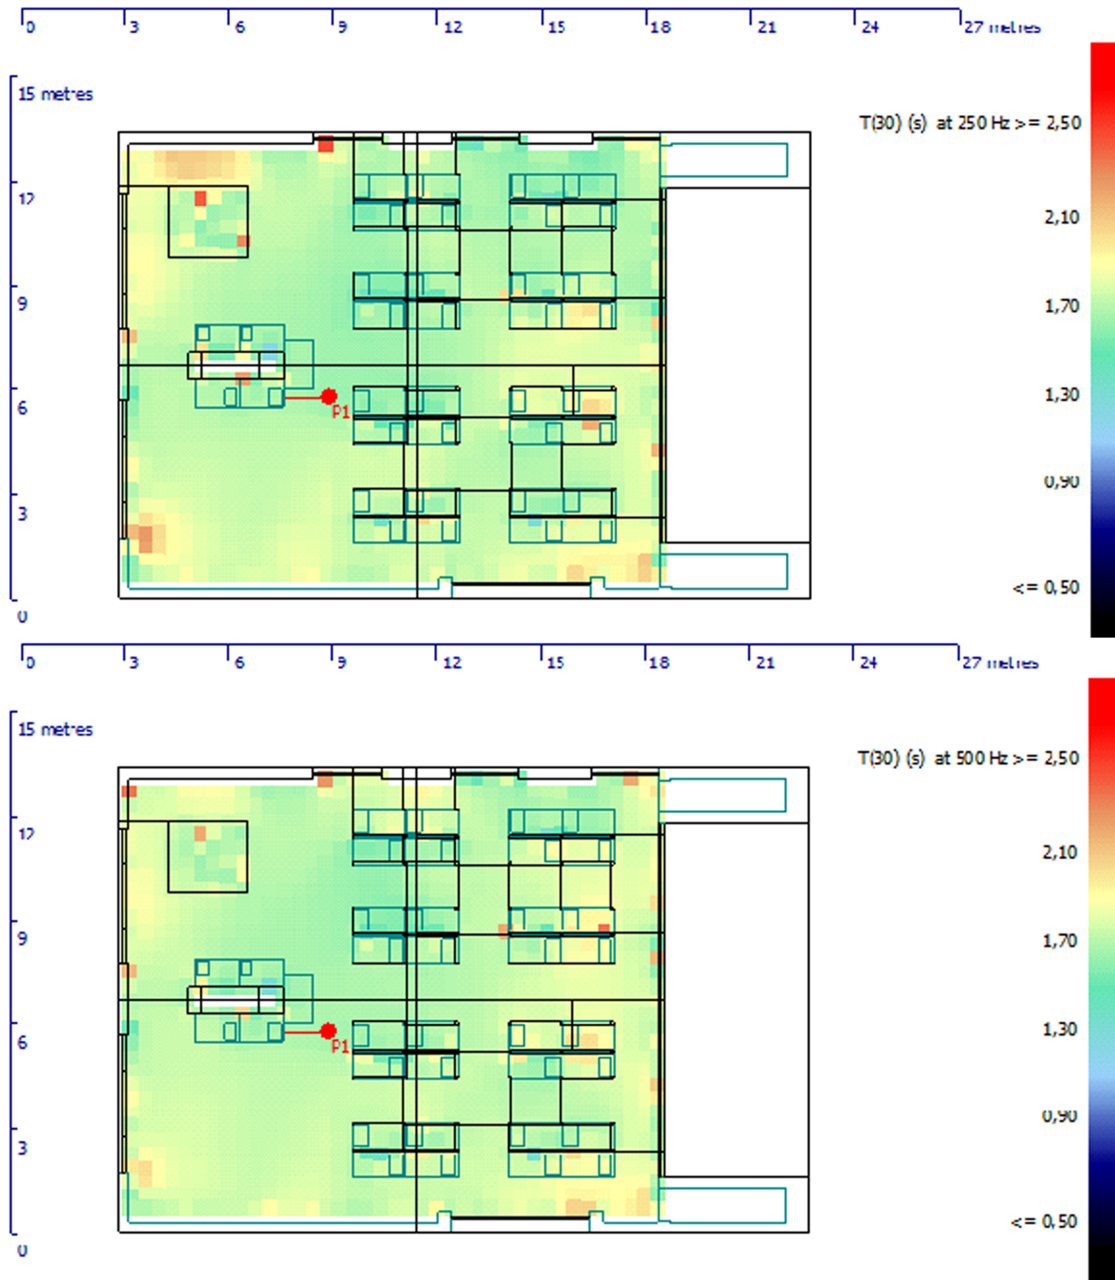 0 3 6 9 12 15 18 21 24 27 metres
15 metres
T(30) (s) at 250 Hz >= 2,50
12
2,10
9
1,70
6
P1
1,30
0,90
3
<= 0,50
0
0 3 6 9 12 15 18 21 24 27 metres
15 metres
T(30) (s) at 500 Hz >= 2,50
12
2,10
9
1,70
6
P1
1,30
0,90
3
<= 0,50
0